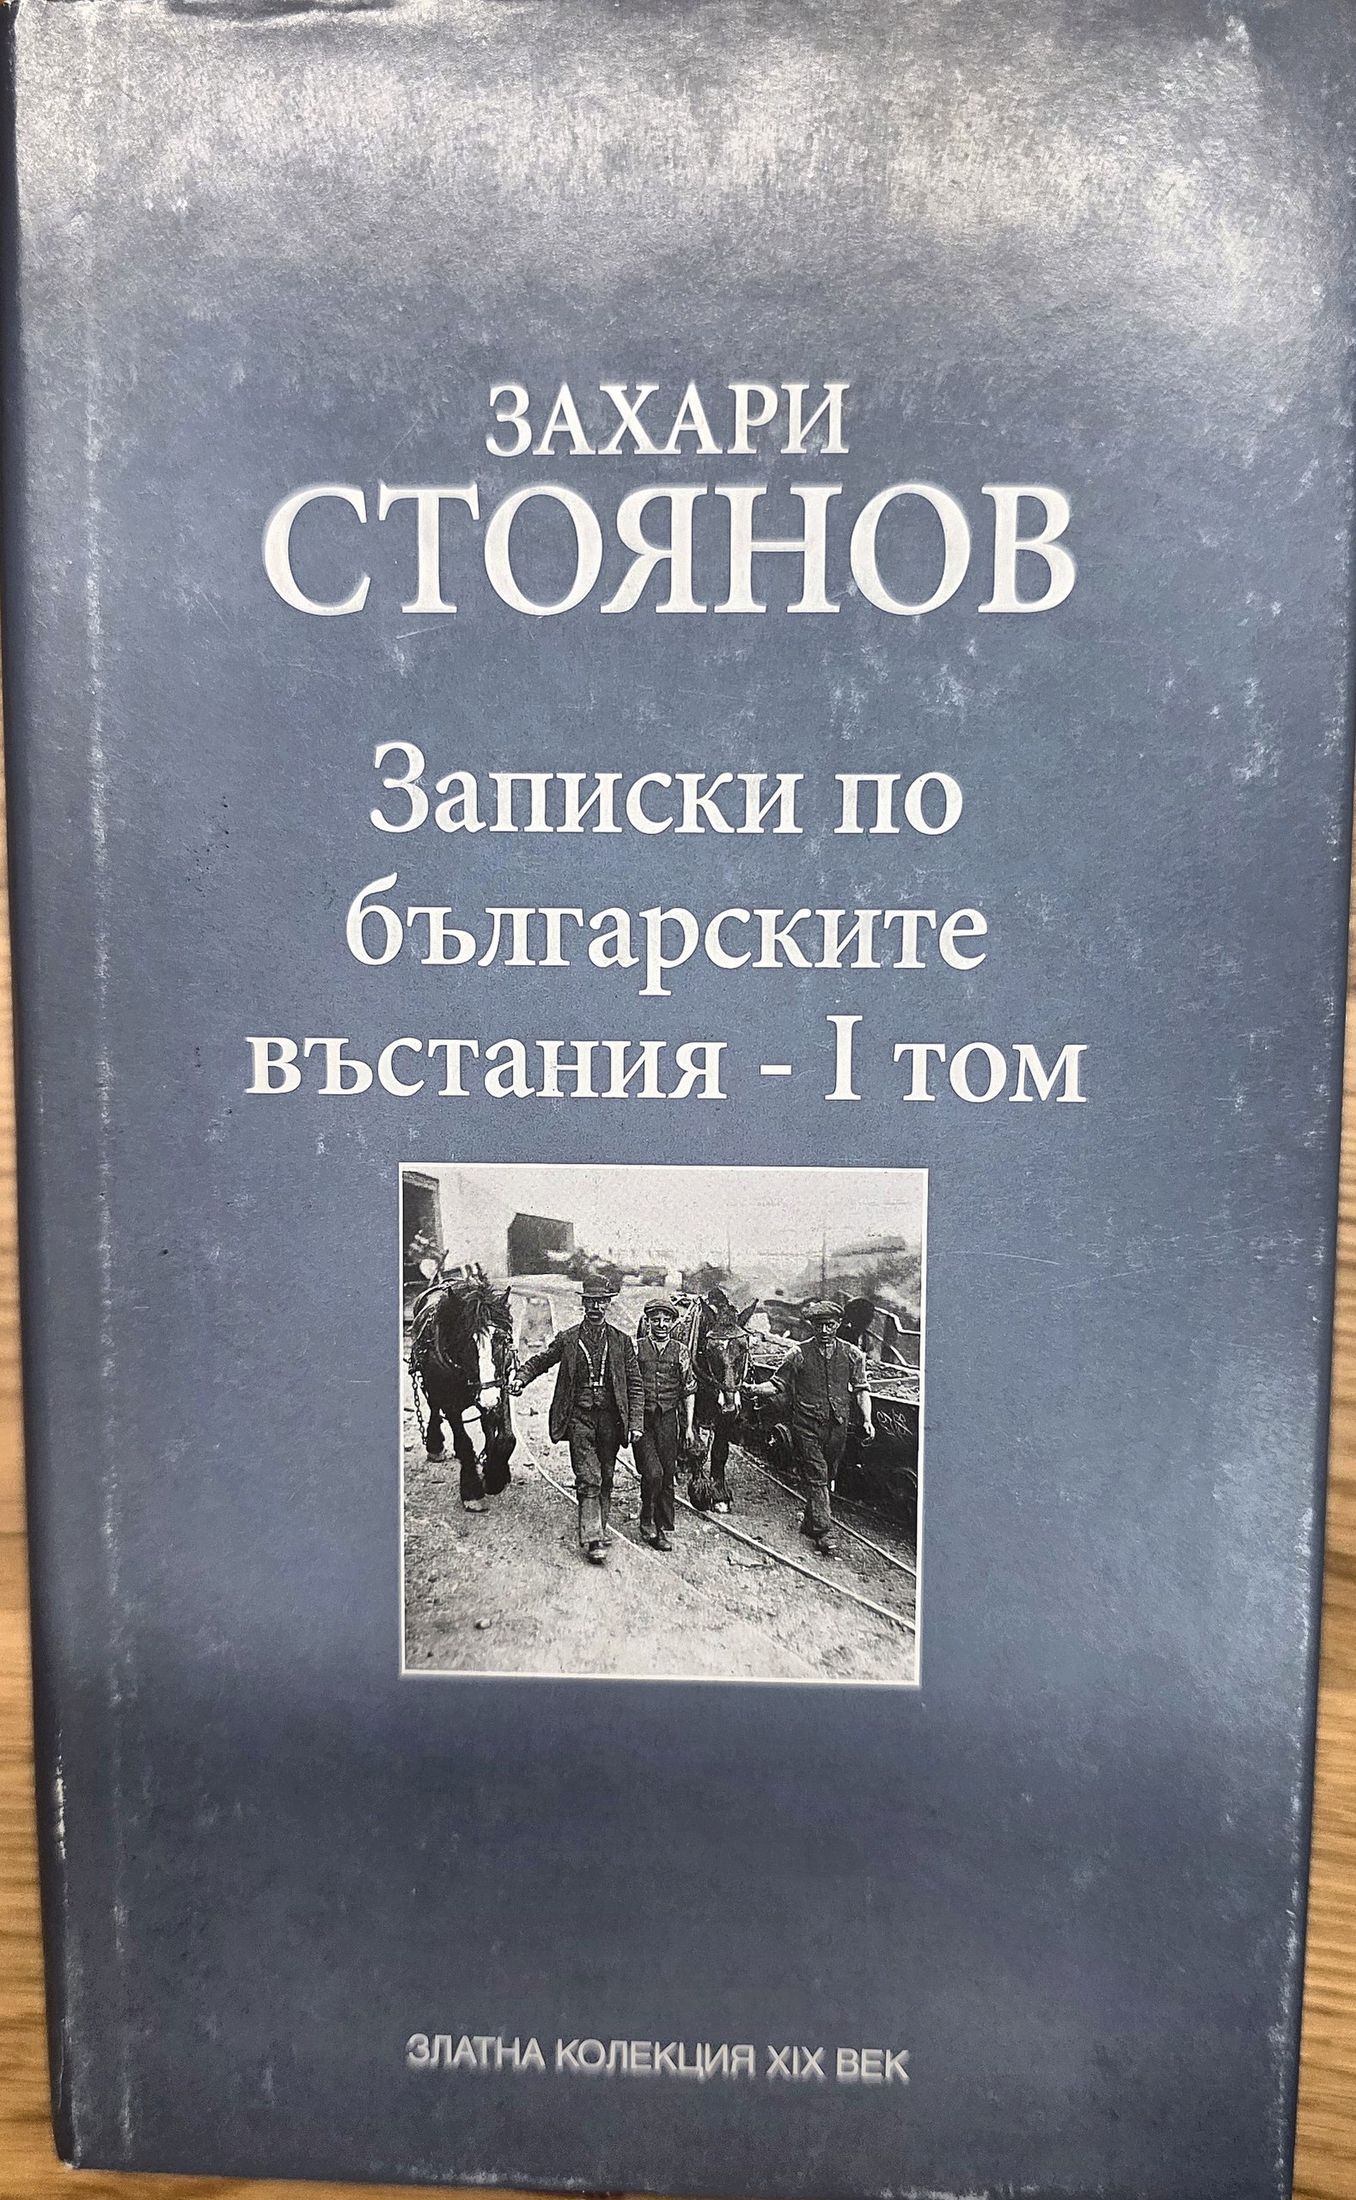 ЗАХАРИ
СТОЯНОВ
Записки по
българските
въстания - I том
ЗЛАТНА КОЛЕКЦИЯ XIX ВЕК